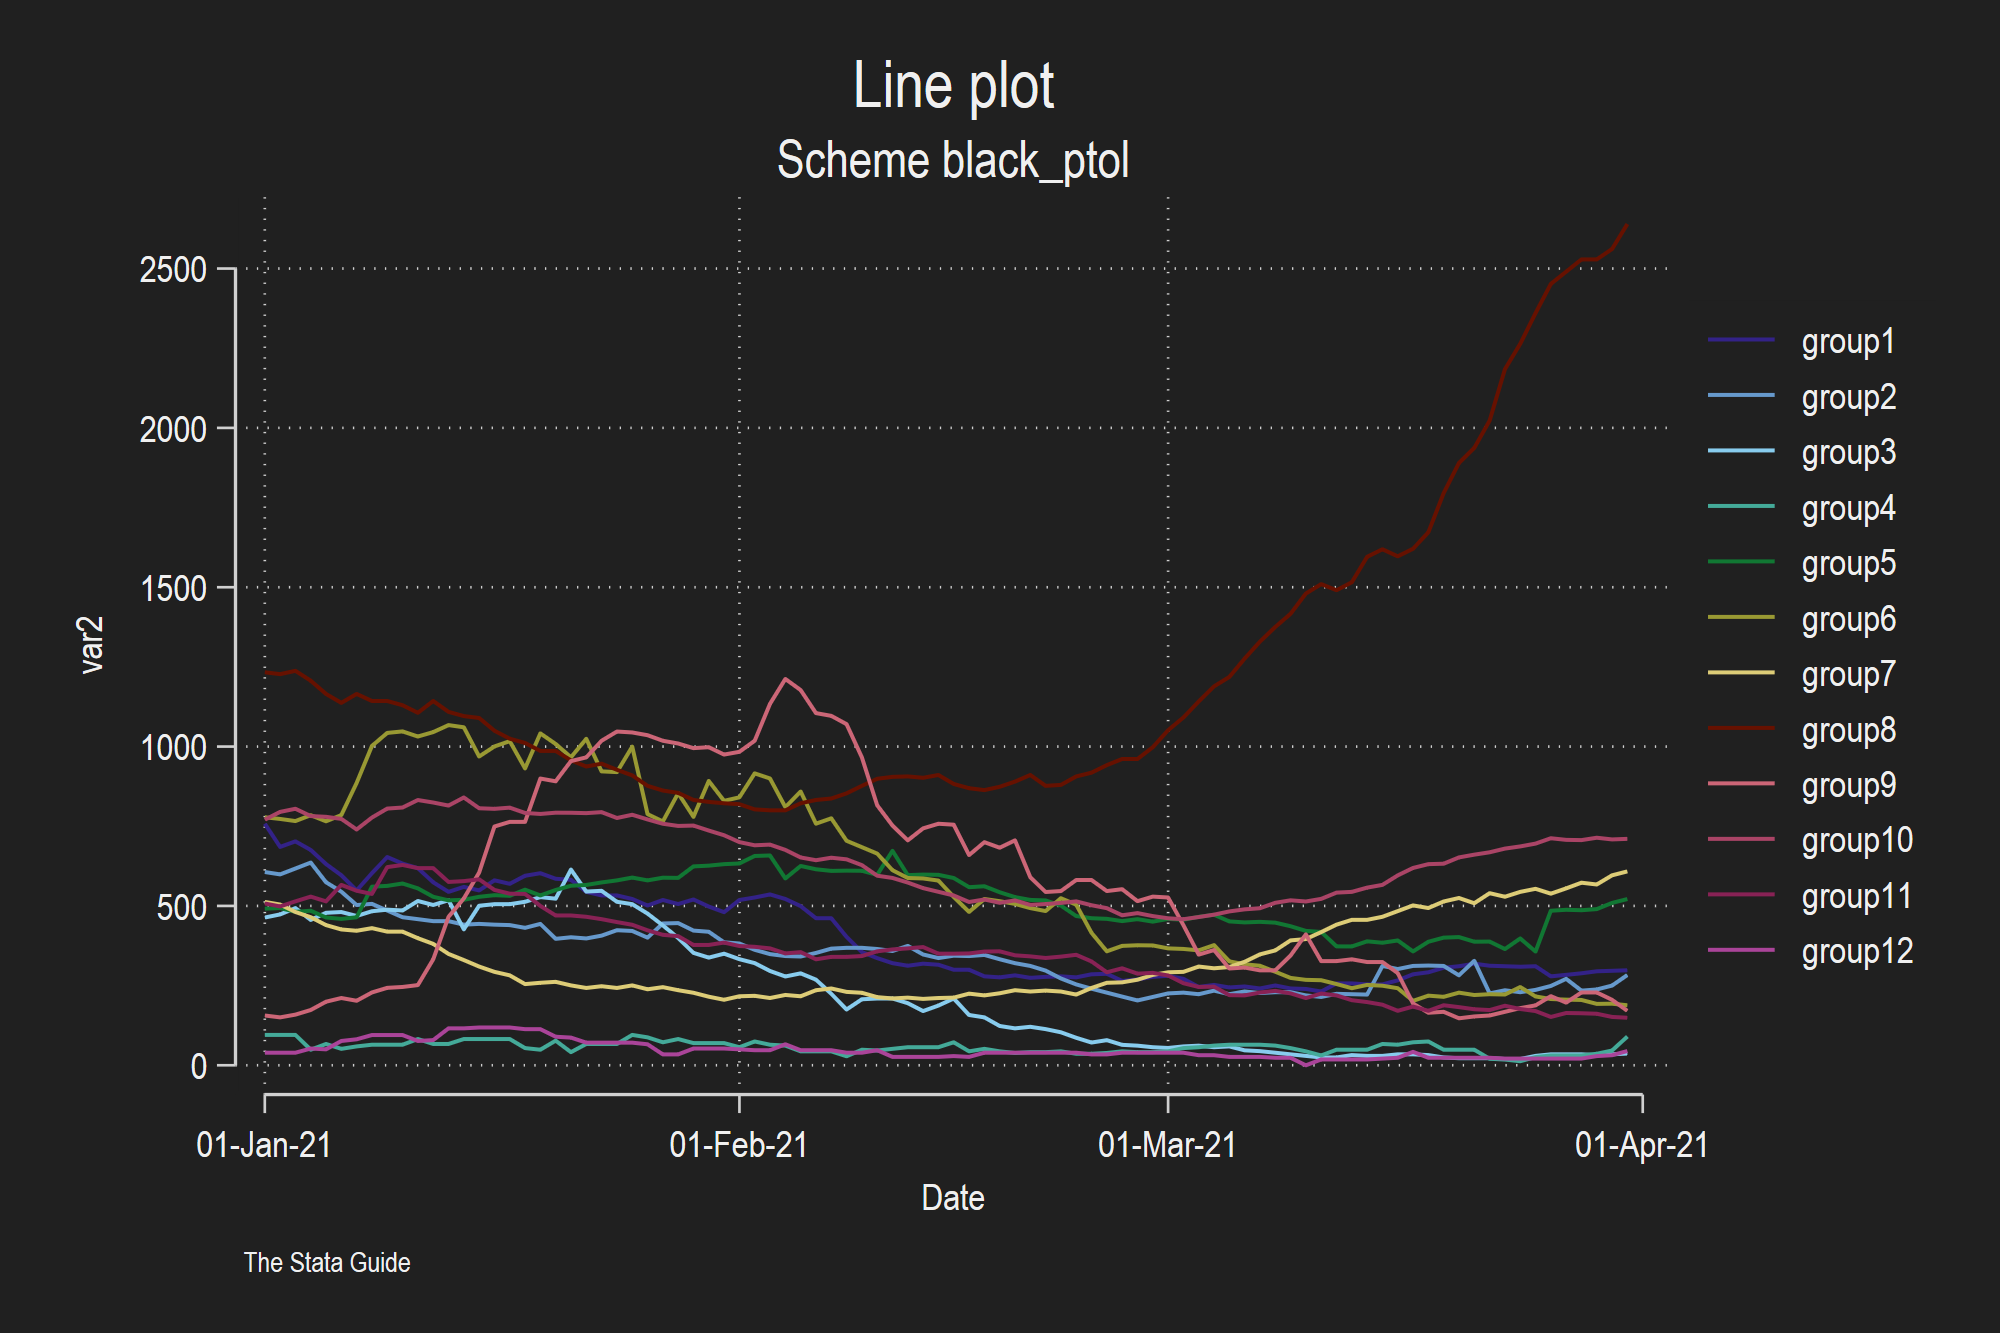 Line plot
Scheme black_ptol
2500
2000
1500
1000
500
0
var2
01-Jan-21
01-Feb-21
01-Mar-21
01-Apr-21
Date
group1
group2
group3
group4
group5
group6
group7
group8
group9
group10
group11
group12
The Stata Guide